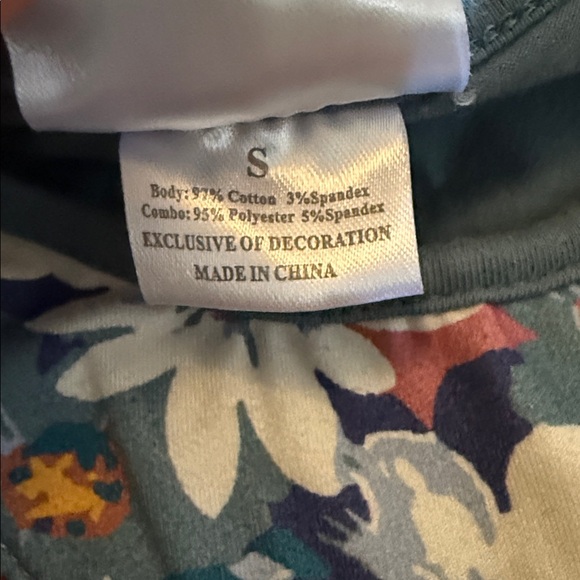 S
Body: 97% Cotton 3%Spandex
Combo: 95% Polyester 5%Spandex
EXCLUSIVE OF DECORATION
MADE IN CHINA